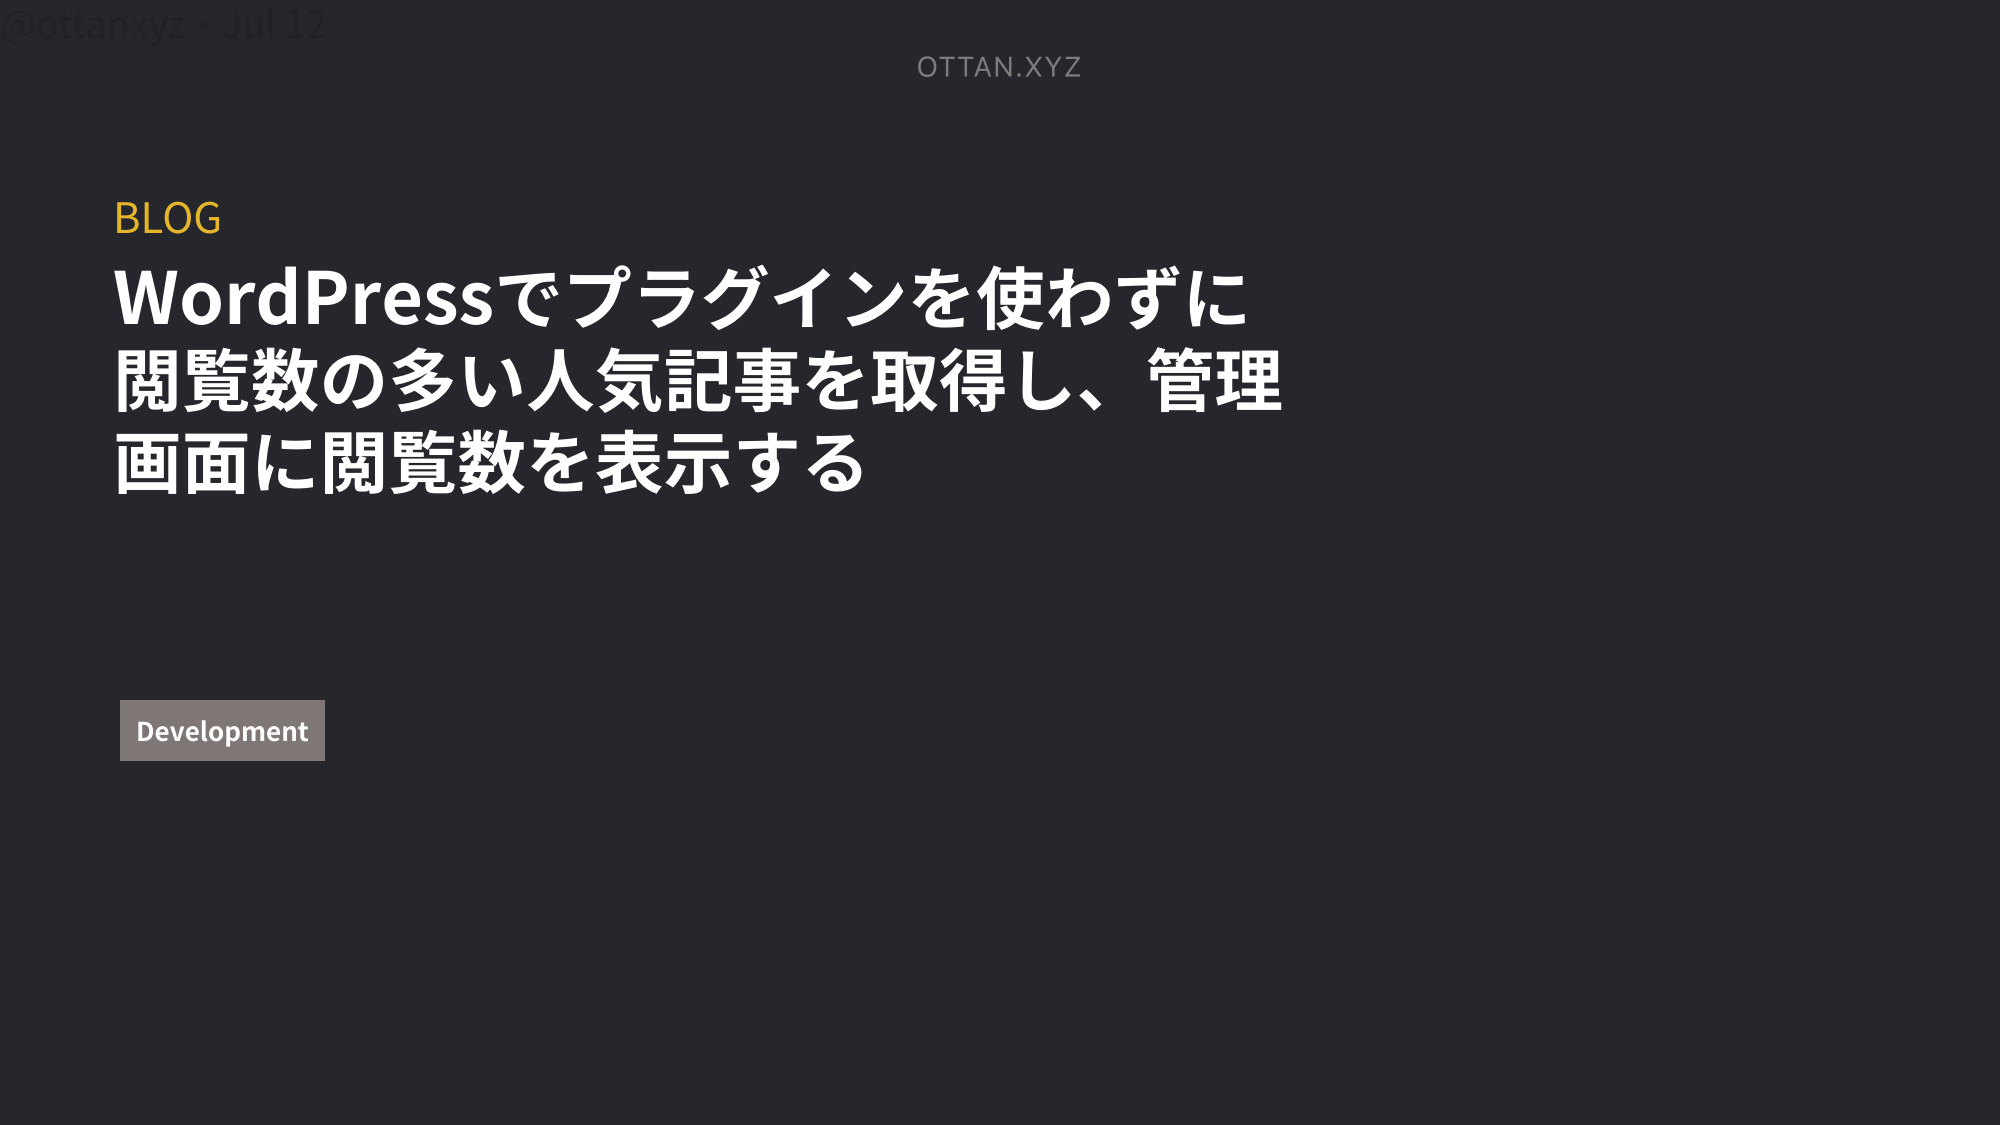 @ottanxyz・Jul 12
OTTAN.XYZ
BLOG
WordPressでプラグインを使わずに
閲覧数の多い人気記事を取得し、管理
画面に閲覧数を表示する
Development